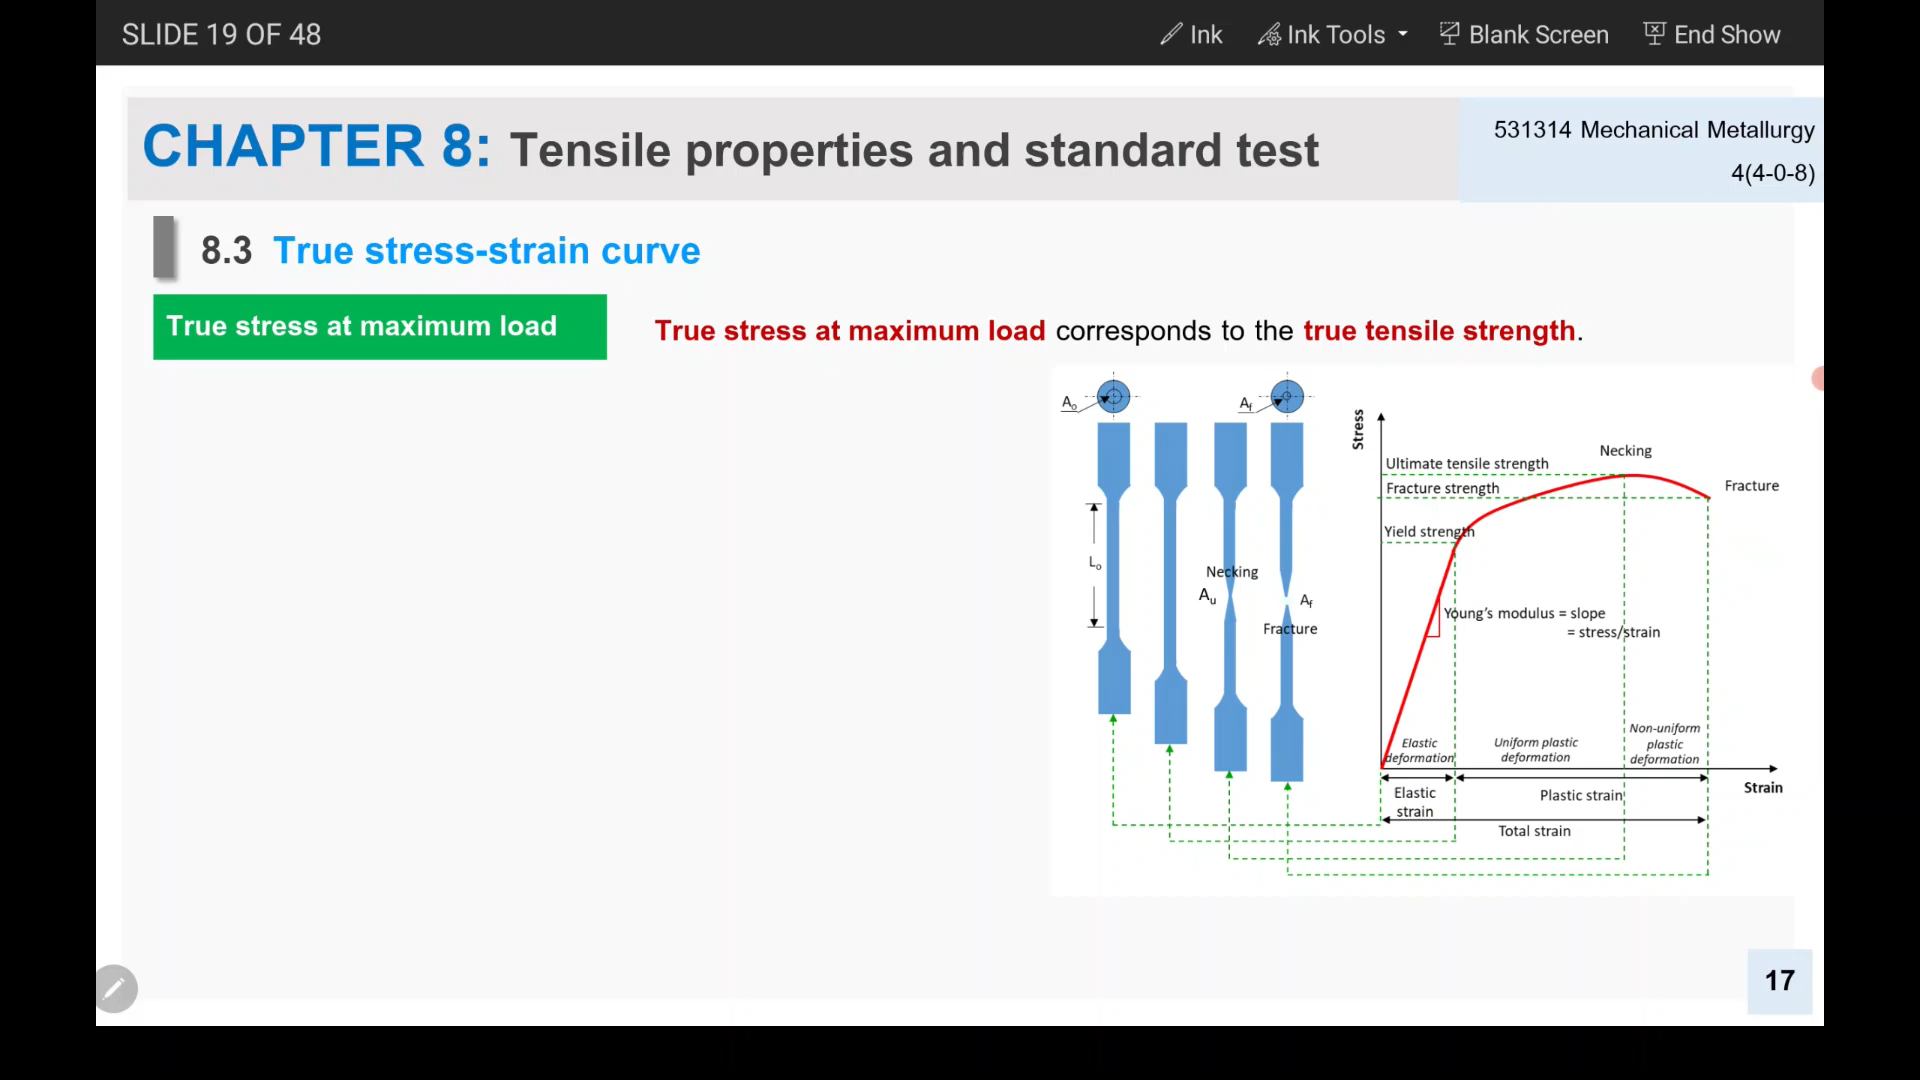 SLIDE 19 OF 48
Ink
Ink Tools
Blank Screen
End Show
CHAPTER 8: Tensile properties and standard test
531314 Mechanical Metallurgy
4(4-0-8)
8.3 True stress-strain curve
True stress at maximum load
True stress at maximum load corresponds to the true tensile strength.
Ao
Af
Lo
Necking
Au
Af
Fracture
Stress
Necking
Ultimate tensile strength
Fracture strength
Fracture
Yield strength
Young's modulus = slope
= stress/strain
Elastic
deformation
Uniform plastic
deformation
Non-uniform
plastic
deformation
Strain
Elastic
strain
Plastic strain
Total strain
17